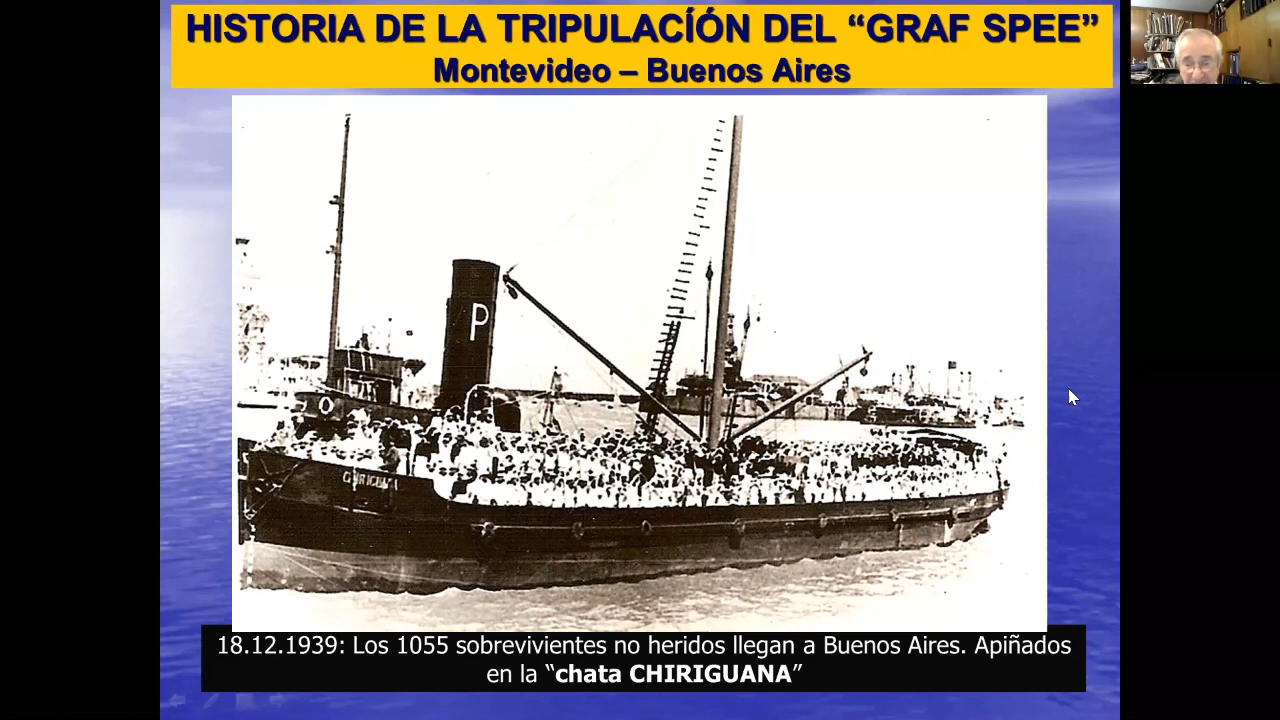 HISTORIA DE LA TRIPULACÍÓN DEL “GRAF SPEE”
Montevideo – Buenos Aires
P
CHIRIGUANA
18.12.1939: Los 1055 sobrevivientes no heridos llegan a Buenos Aires. Apiñados
en la “chata CHIRIGUANA”